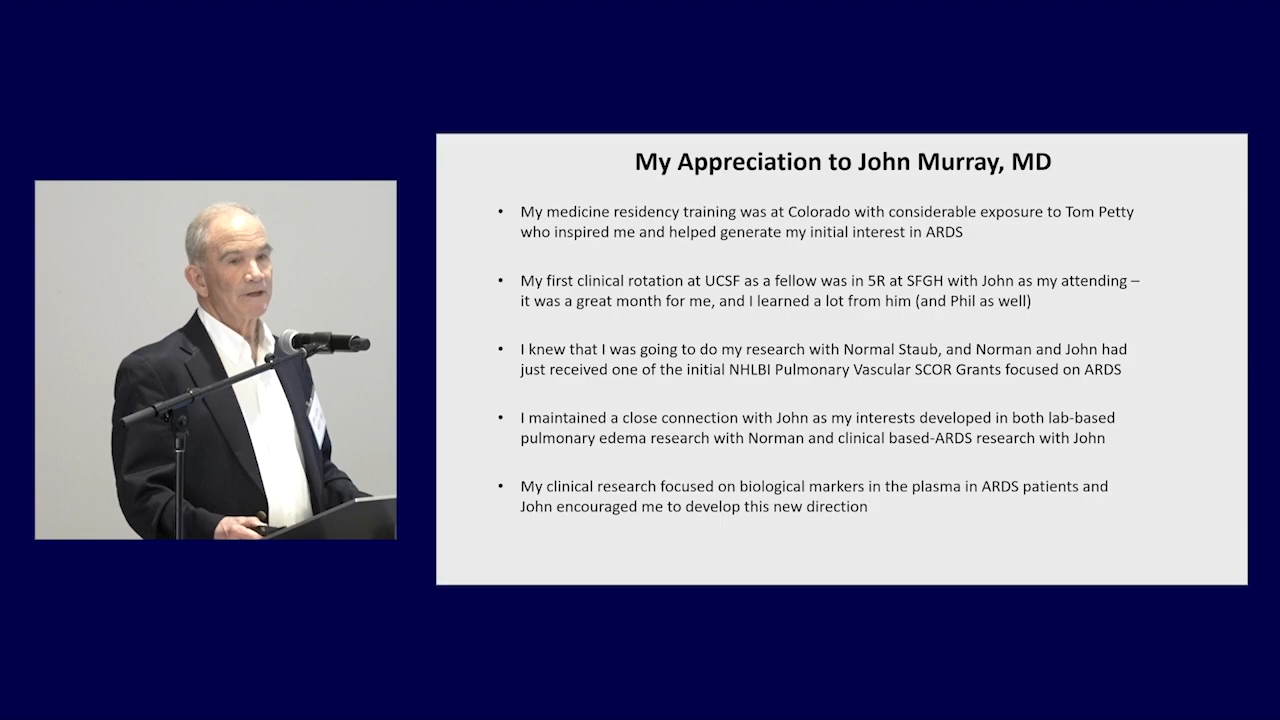 My Appreciation to John Murray, MD
• My medicine residency training was at Colorado with considerable exposure to Tom Petty
who inspired me and helped generate my initial interest in ARDS
• My first clinical rotation at UCSF as a fellow was in 5R at SFGH with John as my attending –
it was a great month for me, and I learned a lot from him (and Phil as well)
• I knew that I was going to do my research with Normal Staub, and Norman and John had
just received one of the initial NHLBI Pulmonary Vascular SCOR Grants focused on ARDS
• I maintained a close connection with John as my interests developed in both lab-based
pulmonary edema research with Norman and clinical based-ARDS research with John
• My clinical research focused on biological markers in the plasma in ARDS patients and
John encouraged me to develop this new direction